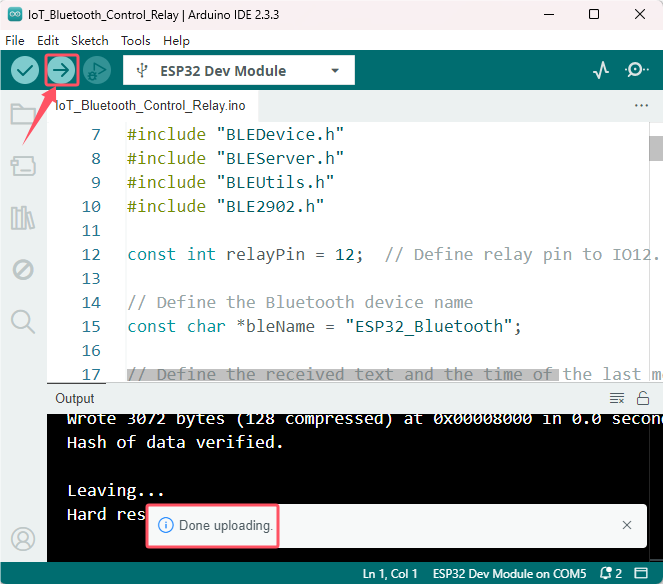 IoT_Bluetooth_Control_Relay | Arduino IDE 2.3.3
File Edit Sketch Tools Help
ESP32 Dev Module
IoT_Bluetooth_Control_Relay.ino
7 #include "BLEDevice.h"
8 #include "BLEServer.h"
9 #include "BLEUtils.h"
10 #include "BLE2902.h"
11
12 const int relayPin = 12;  // Define relay pin to IO12.
13
14 // Define the Bluetooth device name
15 const char *bleName = "ESP32_Bluetooth";
16
17 // Define the received text and the time of the last m
Output
Wrote 3072 bytes (128 compressed) at 0x00008000 in 0.0 secon
Hash of data verified.
Leaving...
Hard res
Done uploading.
Ln 1, Col 1 ESP32 Dev Module on COM5 2